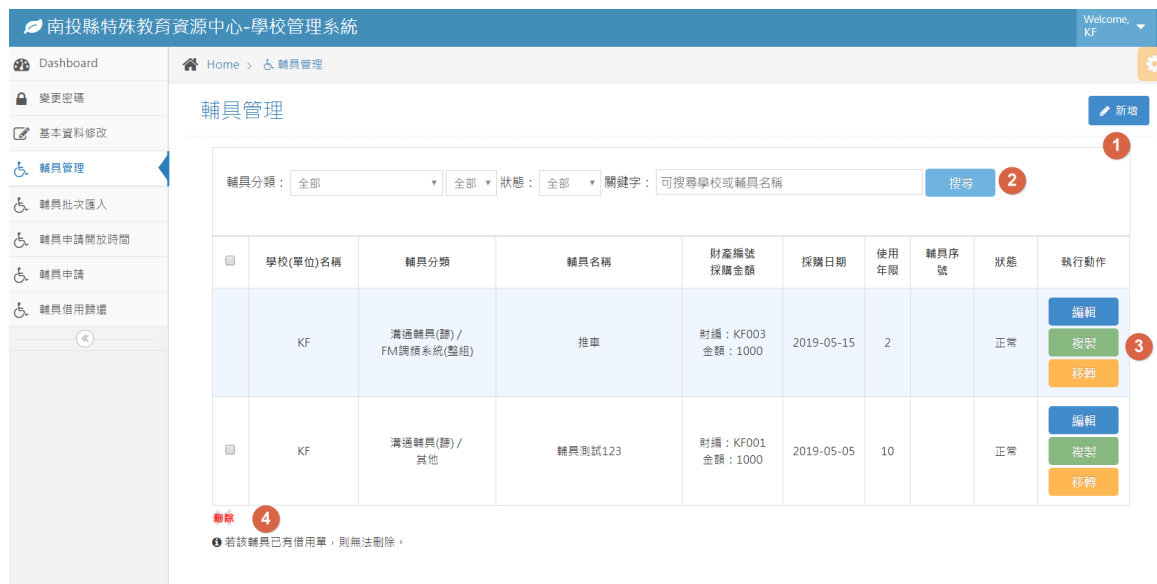 南投縣特殊教育資源中心-學校管理系統
Welcome,
KF
Dashboard
變更密碼
基本資料修改
輔具管理
輔具批次匯入
輔具申請開放時間
輔具申請
輔具借用歸還
Home > 輔具管理
輔具管理
新增
1
輔具分類： 全部 全部 狀態： 全部 關鍵字： 可搜尋學校或輔具名稱 搜尋 2
學校(單位)名稱 輔具分類 輔具名稱 財產編號 採購日期 使用 輔具序 狀態 執行動作
採購金額 年限 號
編輯
KF 溝通輔具(聽) / 推車 財編：KF003 2019-05-15 2 正常 複製 3
FM調頻系統(整組) 金額：1000
移轉
編輯
KF 溝通輔具(聽) / 輔具測試123 財編：KF001 2019-05-05 10 正常 複製
其他 金額：1000
移轉
刪除 4
若該輔具已有借用單，則無法刪除。